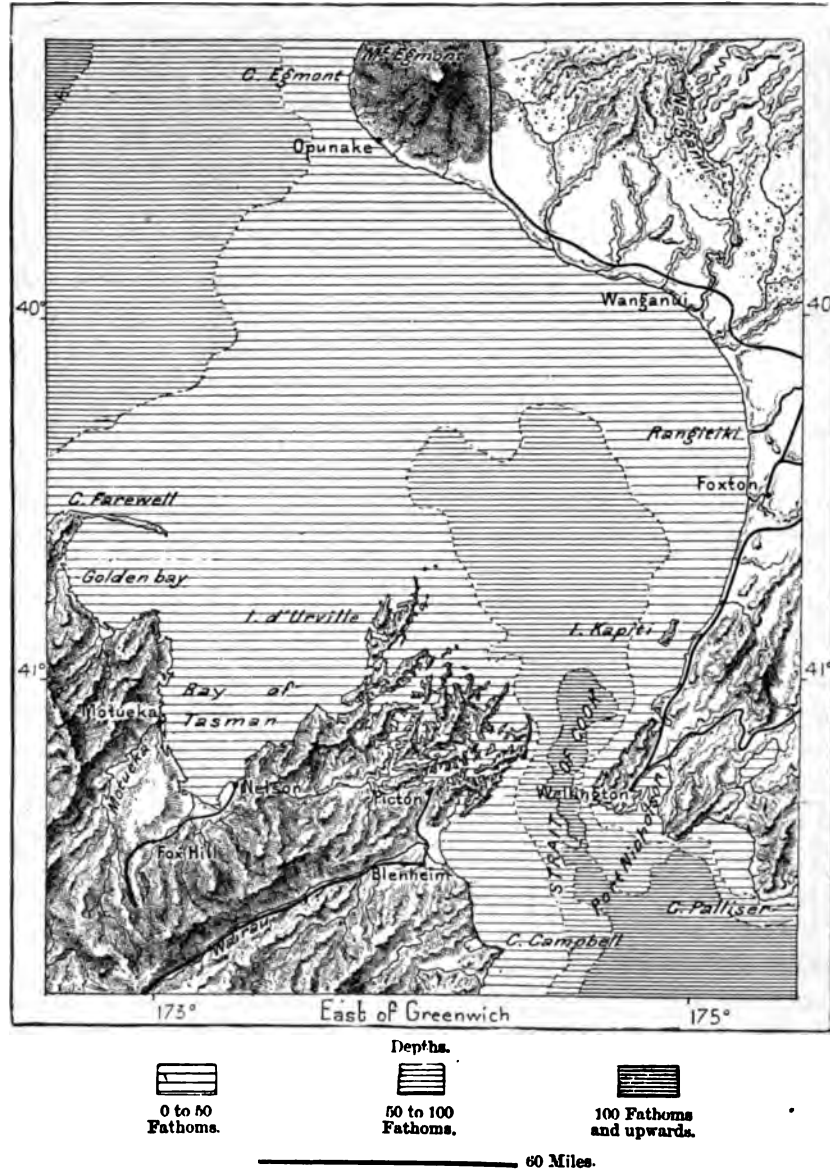 Mt Egmont
C. Egmont
Opunake
Wangani
40°
40°
Wanganui
Rangitiki
Foxton
C. Farewell
Golden bay
I. d'Urville
I. Kapiti
41°
41°
Bay of
Tasman
Motueka
Motueka
STRAIT OF COOK
Nelson
Picton
Wellington
Port Nicholson
Fox Hill
Blenheim
Wairau
C. Palliser
C. Campbell
173°
East of Greenwich
175°
Depths.
0 to 50
Fathoms.
50 to 100
Fathoms.
100 Fathoms
and upwards.
60 Miles.